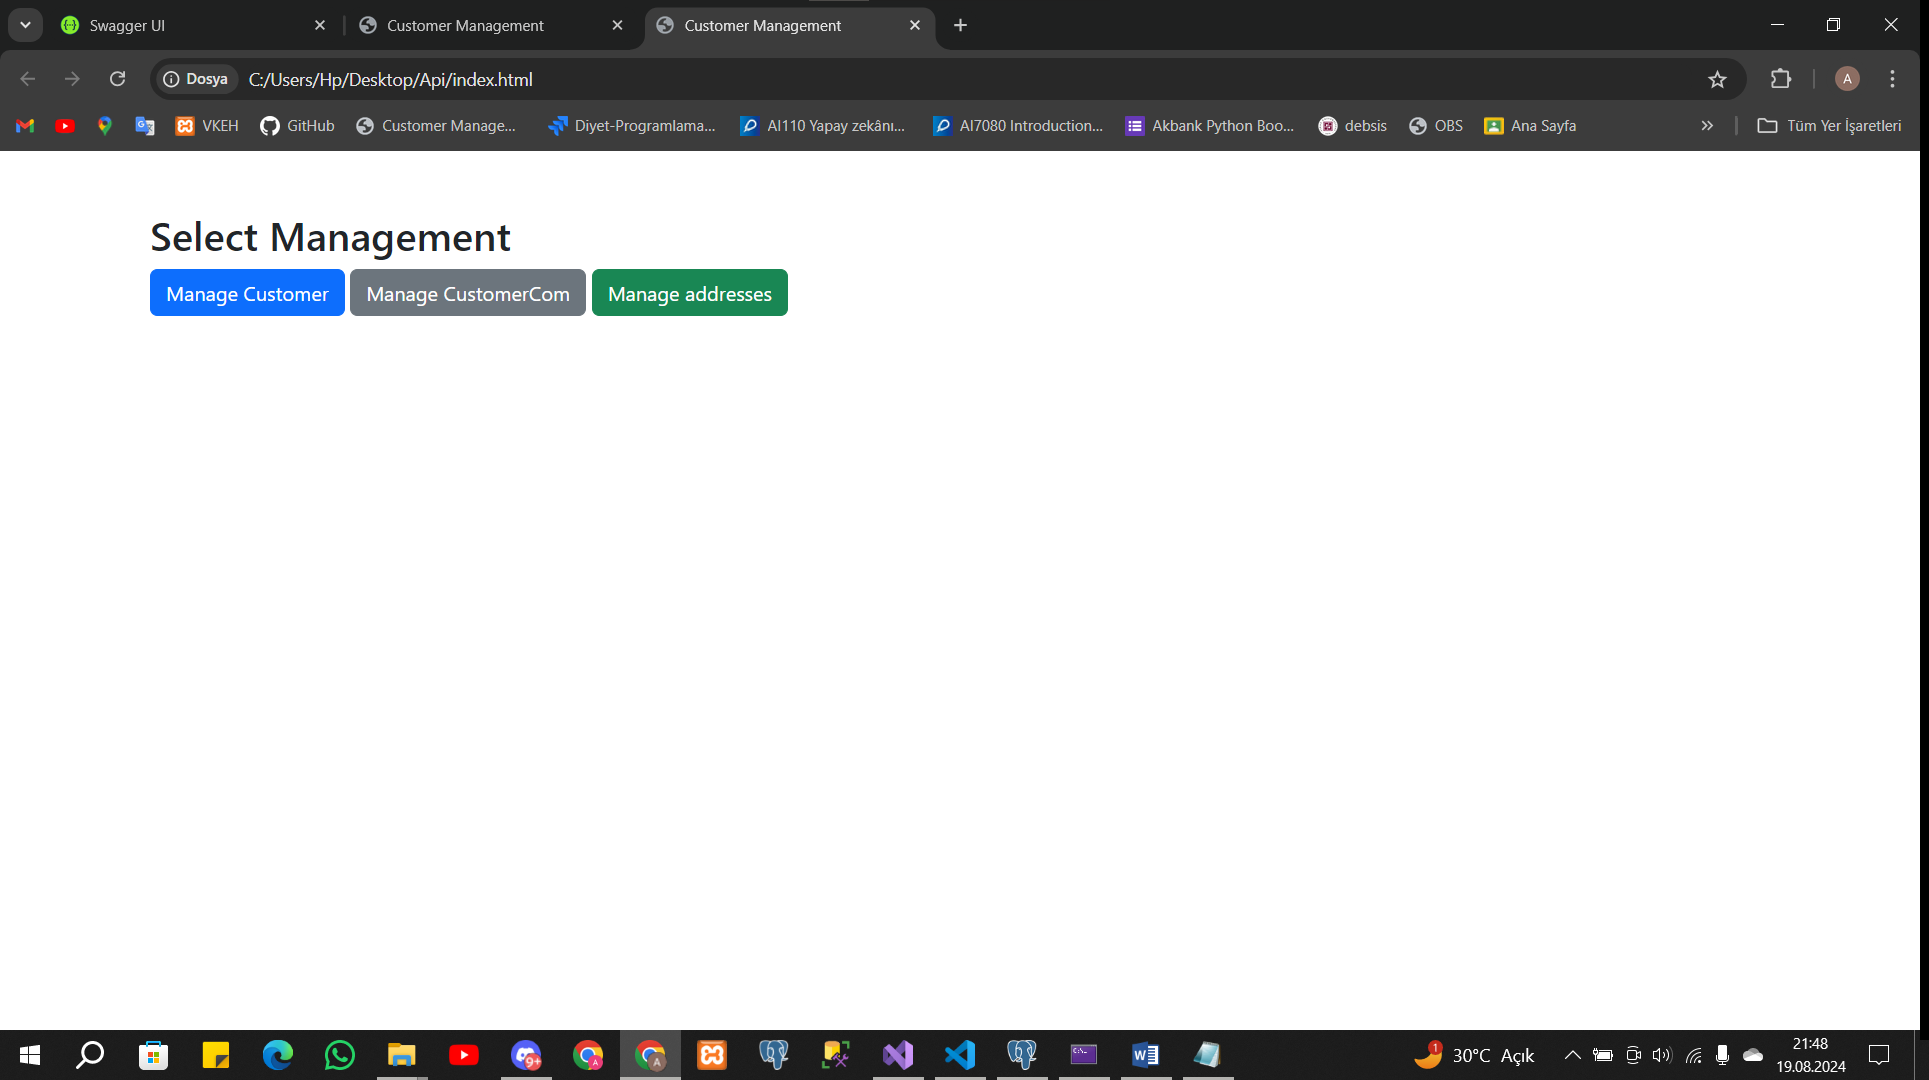 Swagger UI
Customer Management
Customer Management
Dosya C:/Users/Hp/Desktop/Api/index.html
A
VKEH
GitHub
Customer Manage...
Diyet-Programlama...
AI110 Yapay zekânı...
AI7080 Introduction...
Akbank Python Boo...
debsis
OBS
Ana Sayfa
Tüm Yer İşaretleri
Select Management
Manage Customer
Manage CustomerCom
Manage addresses
9+
A
A
1
30°C Açık
21:48
19.08.2024